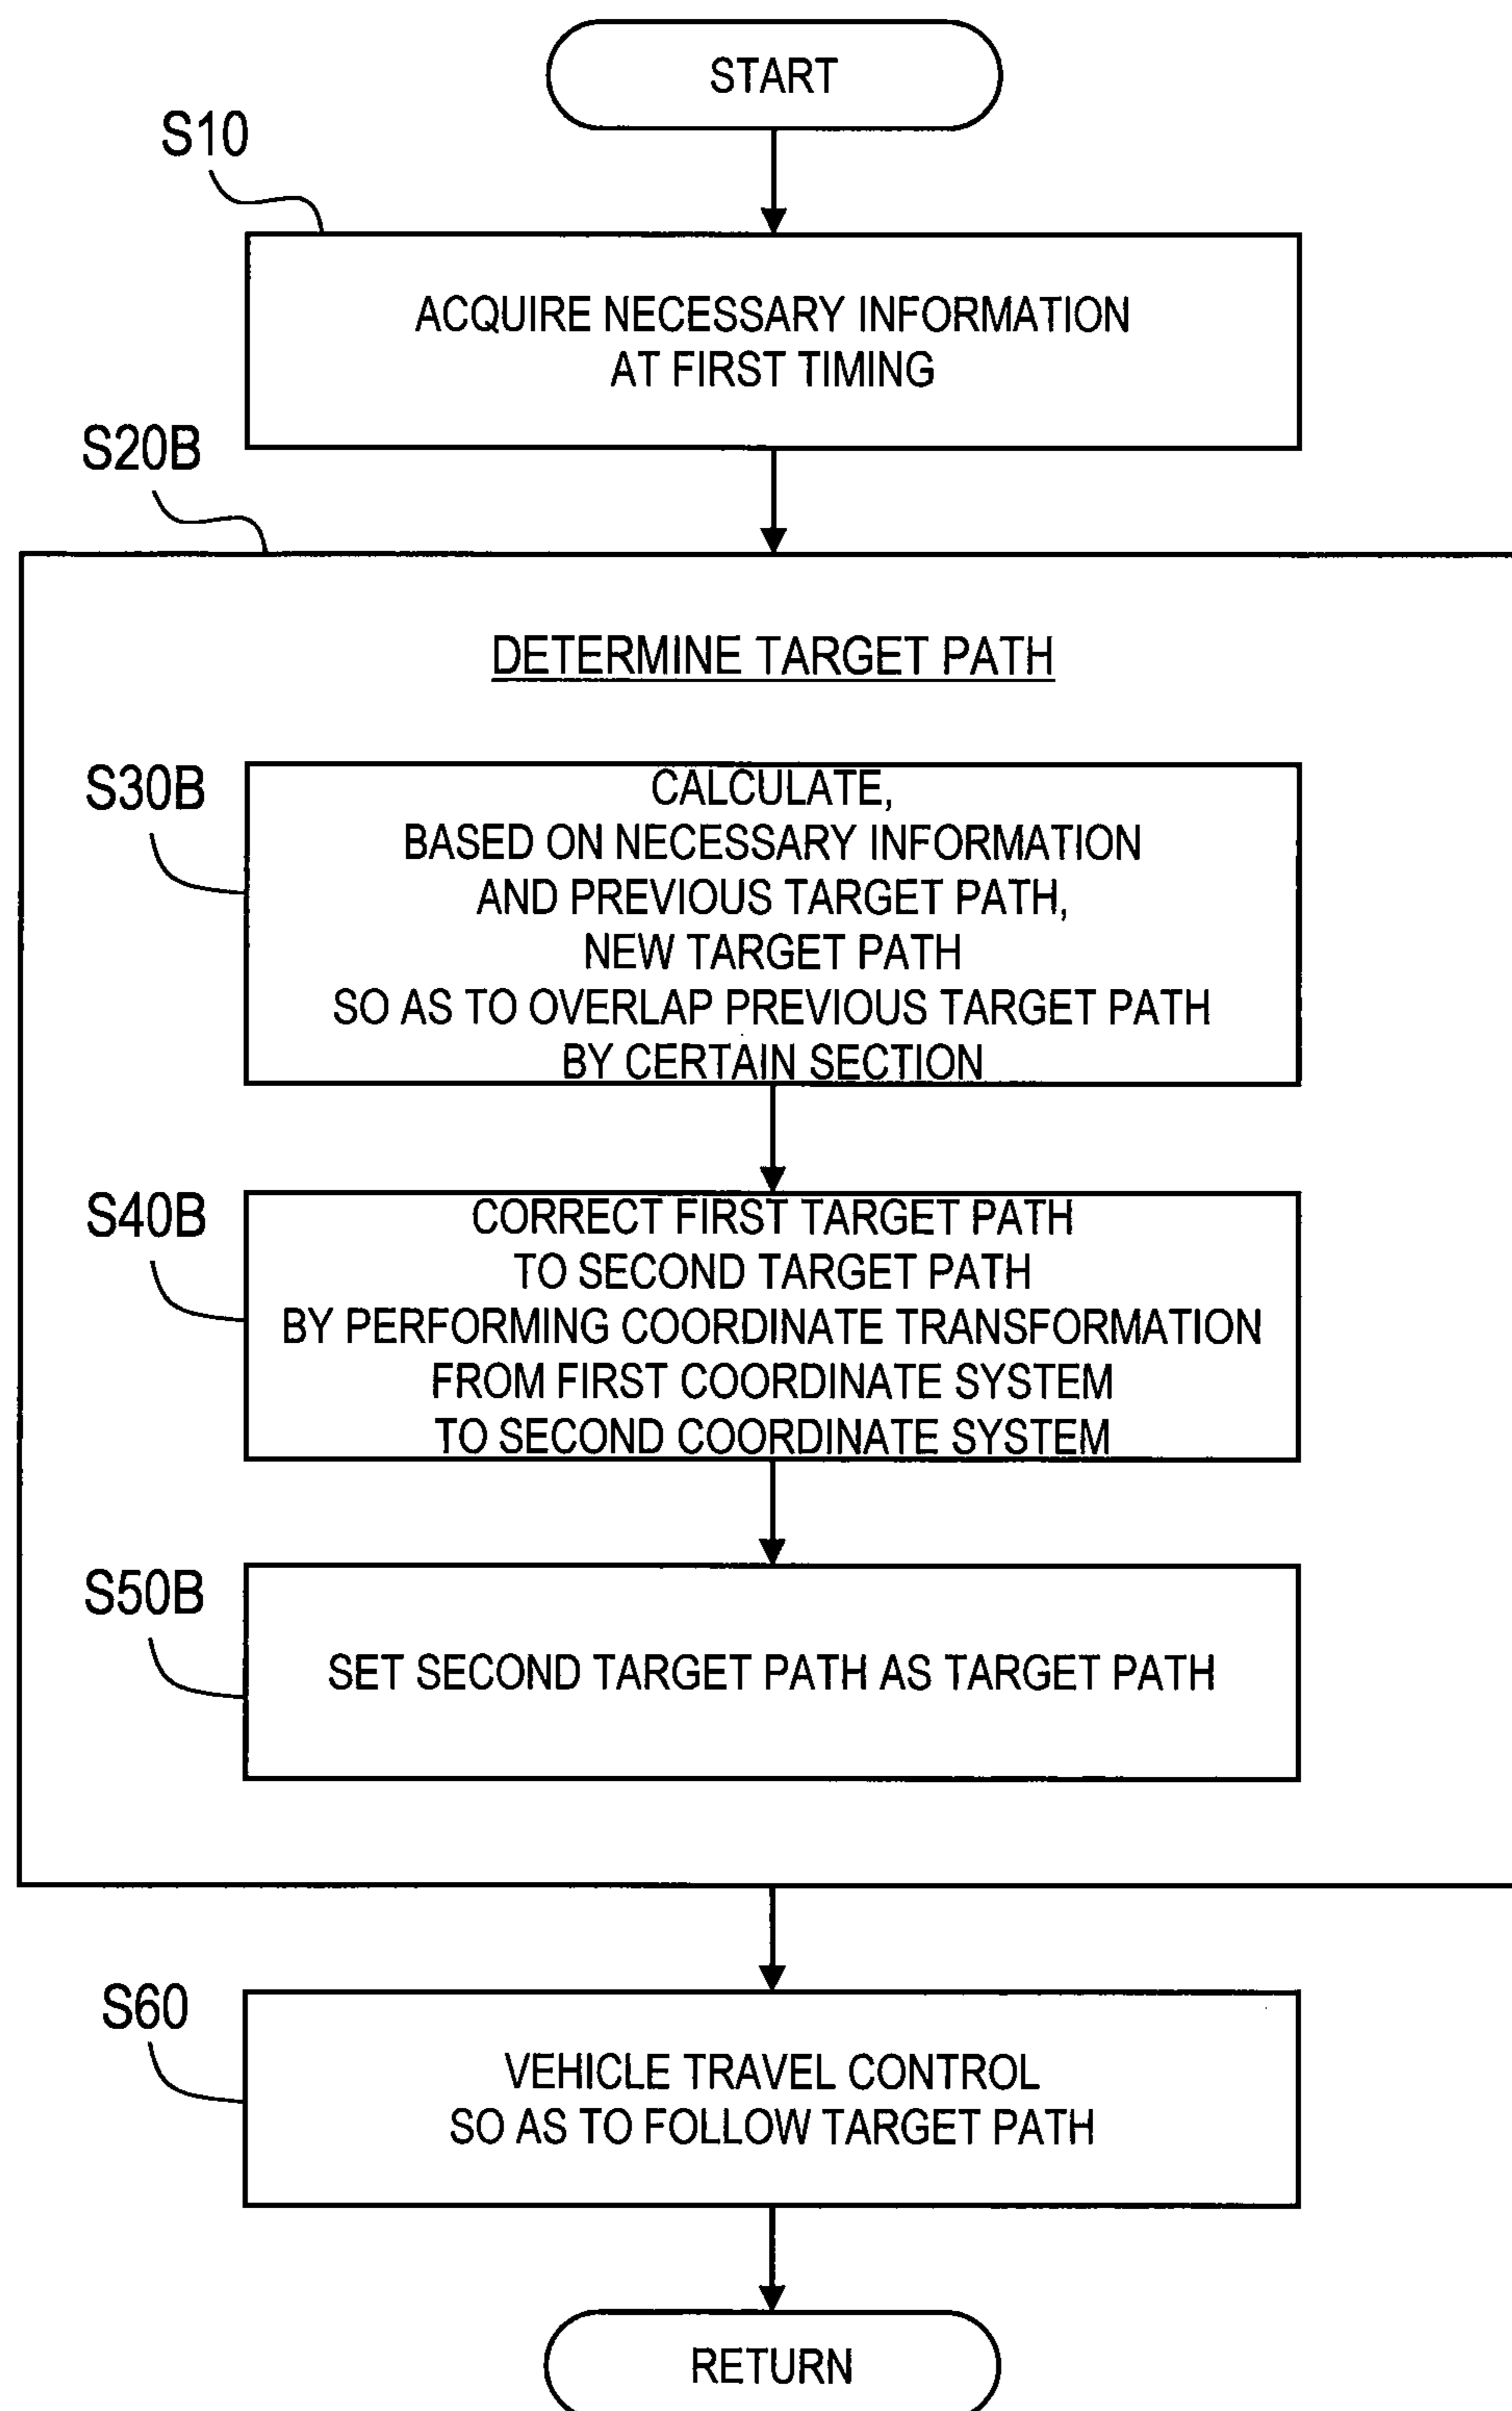 START
S10
ACQUIRE NECESSARY INFORMATION
AT FIRST TIMING
S20B
DETERMINE TARGET PATH
S30B
CALCULATE,
BASED ON NECESSARY INFORMATION
AND PREVIOUS TARGET PATH,
NEW TARGET PATH
SO AS TO OVERLAP PREVIOUS TARGET PATH
BY CERTAIN SECTION
S40B
CORRECT FIRST TARGET PATH
TO SECOND TARGET PATH
BY PERFORMING COORDINATE TRANSFORMATION
FROM FIRST COORDINATE SYSTEM
TO SECOND COORDINATE SYSTEM
S50B
SET SECOND TARGET PATH AS TARGET PATH
S60
VEHICLE TRAVEL CONTROL
SO AS TO FOLLOW TARGET PATH
RETURN